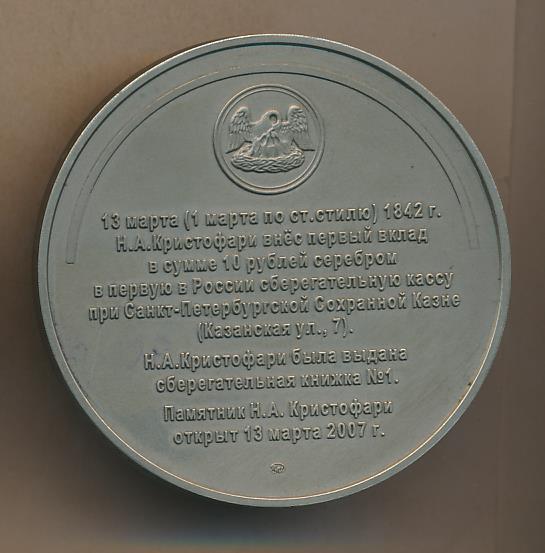 13 марта (1 марта по ст.стилю) 1842 г.
Н.А.Кристофари внёс первый вклад
в сумме 10 рублей серебром
в первую в России сберегательную кассу
при Санкт-Петербургской Сохранной Казне
(Казанская ул., 7).
Н.А.Кристофари была выдана
сберегательная книжка №1.
Памятник Н.А. Кристофари
открыт 13 марта 2007 г.